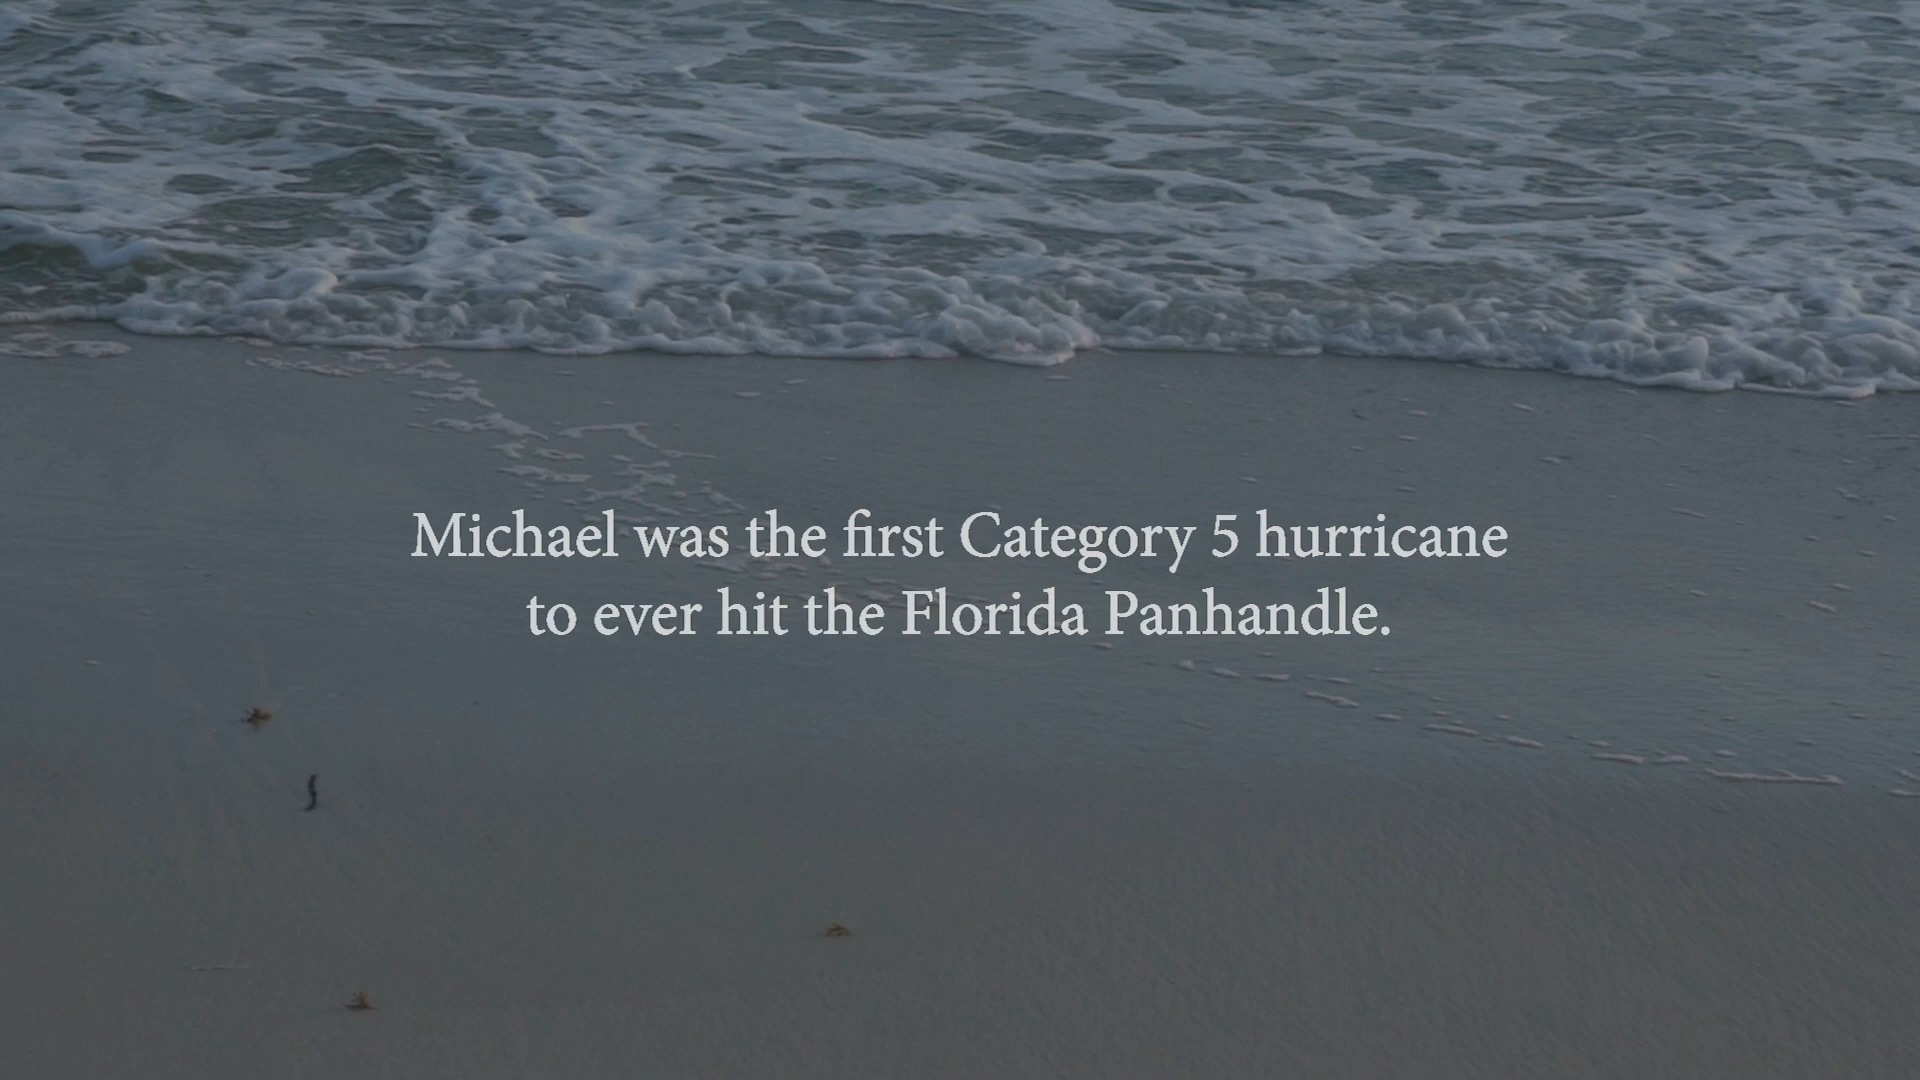 Michael was the first Category 5 hurricane
to ever hit the Florida Panhandle.